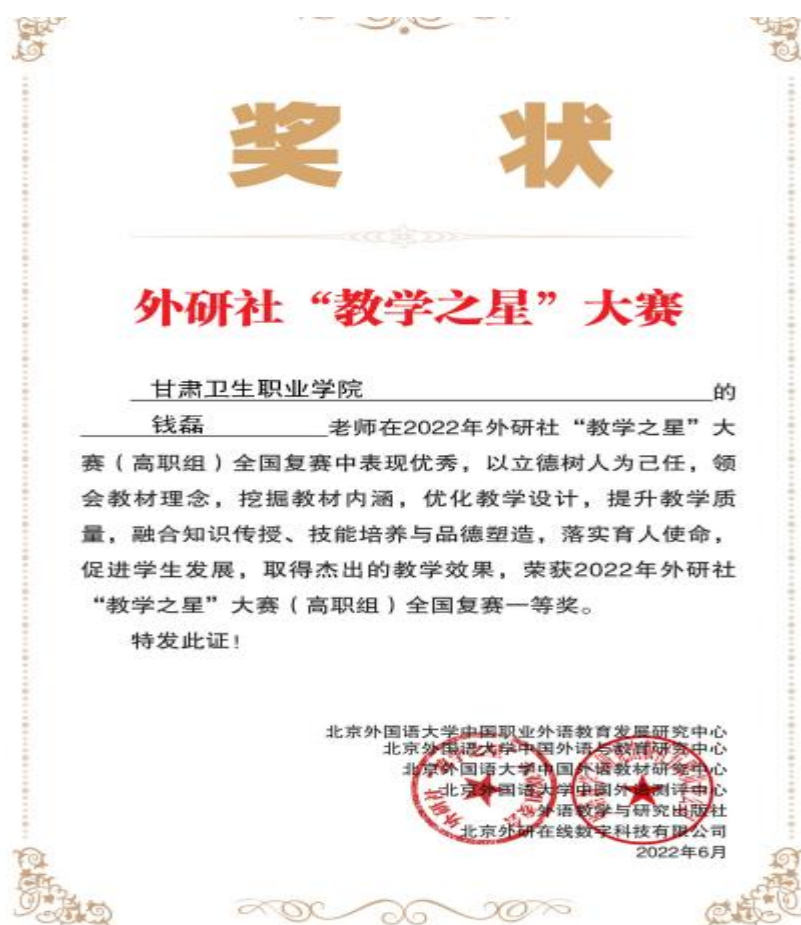 奖 状
外研社“教学之星”大赛
甘肃卫生职业学院的
钱磊老师在2022年外研社“教学之星”大
赛(高职组)全国复赛中表现优秀,以立德树人为己任,领
会教材理念,挖掘教材内涵,优化教学设计,提升教学质
量,融合知识传授、技能培养与品德塑造,落实育人使命,
促进学生发展,取得杰出的教学效果,荣获2022年外研社
“教学之星”大赛(高职组)全国复赛一等奖。
特发此证!
北京外国语大学中国职业外语教育发展研究中心
北京外国语大学中国外语与教育研究中心
北京外国语大学中国外语教材研究中心
北京外国语大学中国外语测评中心
外语教学与研究出版社
北京外研在线数字科技有限公司
2022年6月